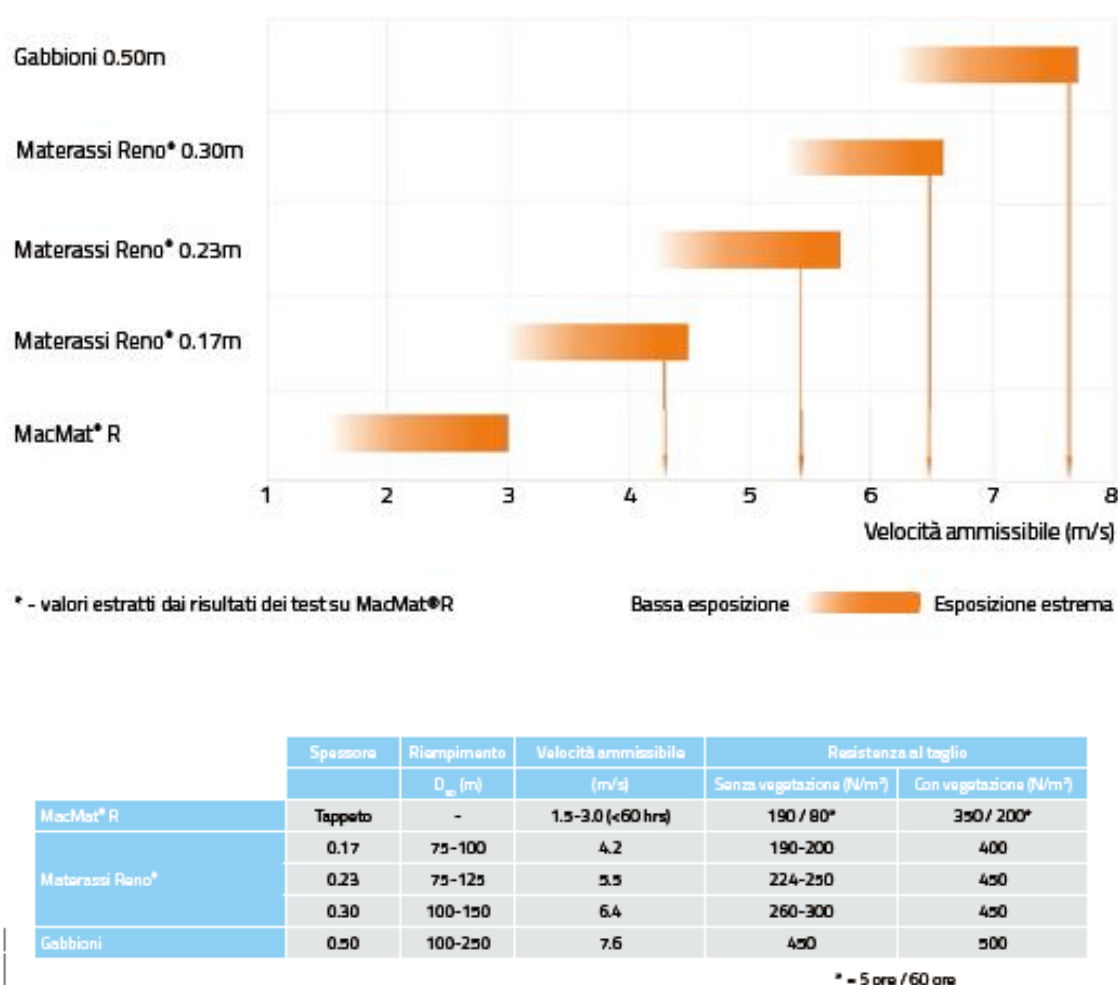 Gabbioni 0.50m
Materassi Reno® 0.30m
Materassi Reno® 0.23m
Materassi Reno® 0.17m
MacMat® R
1 2 3 4 5 6 7 8
Velocità ammissibile (m/s)
* - valori estratti dai risultati dei test su MacMat®R
Bassa esposizione Esposizione estrema
Spessore Riempimento Velocità ammissibile Resistenza al taglio
D (m) (m/s) Senza vegetazione (N/m²) Con vegetazione (N/m²)
MacMat® R Tappeto - 1.5-3.0 (<60 hrs) 190 / 80* 350 / 200*
Materassi Reno®
0.17 75-100 4.2 190-200 400
0.23 75-125 5.5 224-250 450
0.30 100-150 6.4 260-300 450
Gabbioni 0.50 100-250 7.6 450 500
* = 5 ore / 60 ore